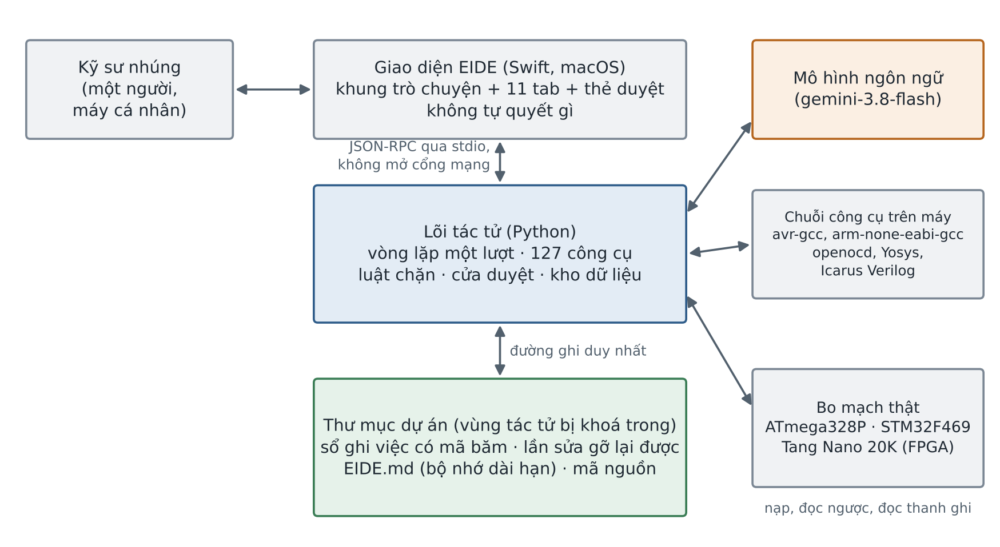 Kỹ sư nhúng
(một người,
máy cá nhân)
Giao diện EIDE (Swift, macOS)
khung trò chuyện + 11 tab + thẻ duyệt
không tự quyết gì
Mô hình ngôn ngữ
(gemini-3.8-flash)
JSON-RPC qua stdio,
không mở cổng mạng
Lõi tác tử (Python)
vòng lặp một lượt · 127 công cụ
luật chặn · cửa duyệt · kho dữ liệu
Chuỗi công cụ trên máy
avr-gcc, arm-none-eabi-gcc
openocd, Yosys,
Icarus Verilog
đường ghi duy nhất
Thư mục dự án (vùng tác tử bị khoá trong)
sổ ghi việc có mã băm · lần sửa gỡ lại được
EIDE.md (bộ nhớ dài hạn) · mã nguồn
Bo mạch thật
ATmega328P · STM32F469
Tang Nano 20K (FPGA)
nạp, đọc ngược, đọc thanh ghi